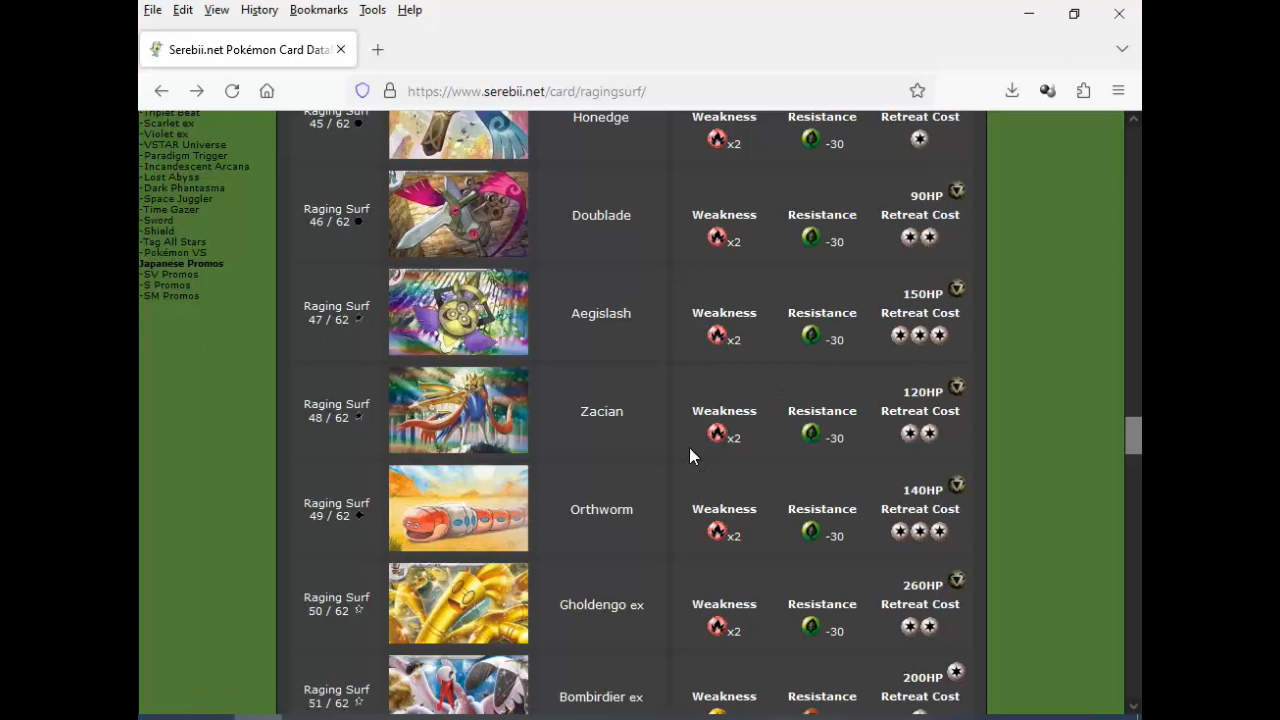 File Edit View History Bookmarks Tools Help
Serebii.net Pokémon Card Data
https://www.serebii.net/card/ragingsurf/
-Triplet Beat
-Scarlet ex
-Violet ex
-VSTAR Universe
-Paradigm Trigger
-Incandescent Arcana
-Lost Abyss
-Dark Phantasma
-Space Juggler
-Time Gazer
-Sword
-Shield
-Tag All Stars
-Pokémon VS
Japanese Promos
-SV Promos
-S Promos
-SM Promos
Raging Surf
45 / 62
Honedge
Weakness Resistance Retreat Cost
x2 -30
Raging Surf
46 / 62
Doublade
90HP
Weakness Resistance Retreat Cost
x2 -30
Raging Surf
47 / 62
Aegislash
150HP
Weakness Resistance Retreat Cost
x2 -30
Raging Surf
48 / 62
Zacian
120HP
Weakness Resistance Retreat Cost
x2 -30
Raging Surf
49 / 62
Orthworm
140HP
Weakness Resistance Retreat Cost
x2 -30
Raging Surf
50 / 62
Gholdengo ex
260HP
Weakness Resistance Retreat Cost
x2 -30
Raging Surf
51 / 62
Bombirdier ex
200HP
Weakness Resistance Retreat Cost